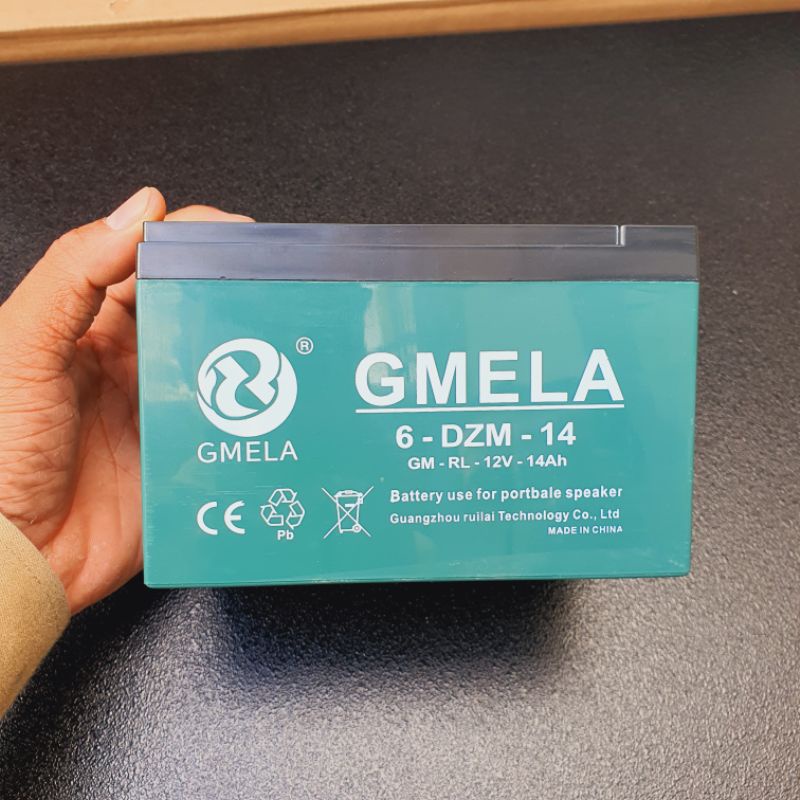 ®
GMELA
GMELA
6 - DZM - 14
GM - RL - 12V - 14Ah
CE
Pb
Battery use for portbale speaker
Guangzhou ruilai Technology Co., Ltd
MADE IN CHINA